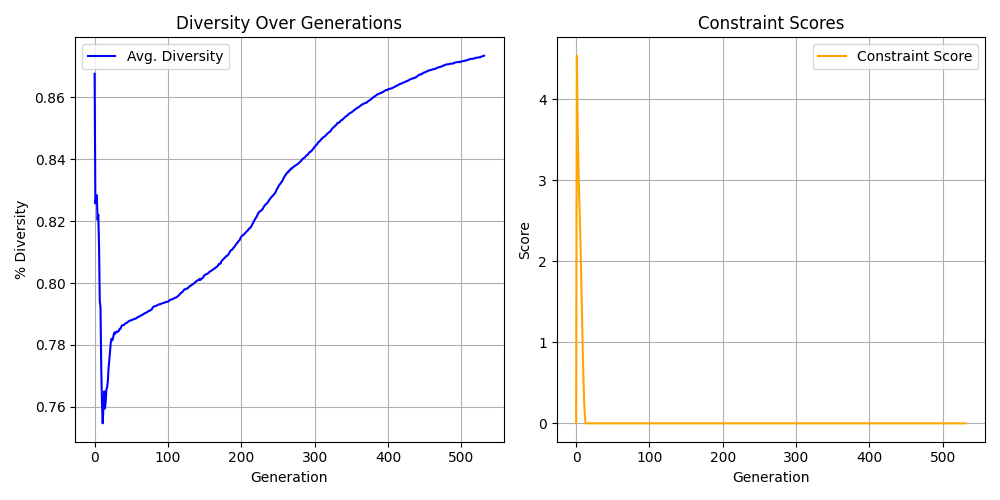 Diversity Over Generations
Avg. Diversity
% Diversity
0.86
0.84
0.82
0.80
0.78
0.76
0 100 200 300 400 500
Generation
Constraint Scores
Constraint Score
Score
4
3
2
1
0
0 100 200 300 400 500
Generation